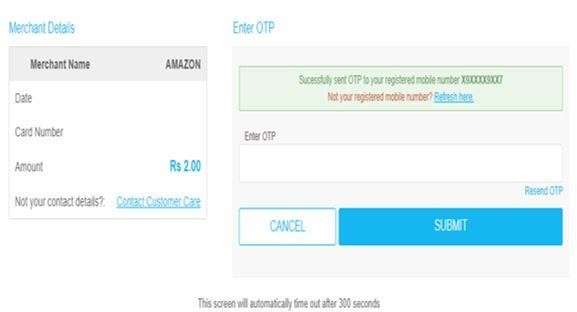 Merchant Details
Merchant Name AMAZON
Date
Card Number
Amount Rs 2.00
Not your contact details?: Contact Customer Care
Enter OTP
Sucessfully sent OTP to your registered mobile number X9XXXX9XX7
Not your registered mobile number? Refresh here.
Enter OTP
Resend OTP
CANCEL SUBMIT
This screen will automatically time out after 300 seconds